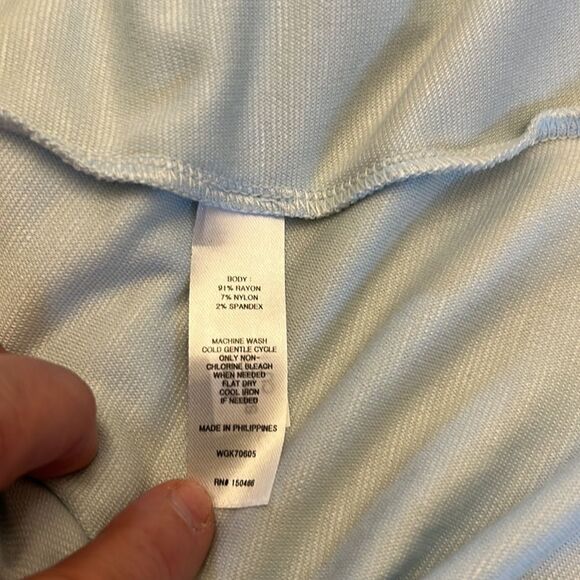 BODY :
91% RAYON
7% NYLON
2% SPANDEX
MACHINE WASH
COLD GENTLE CYCLE
ONLY NON-
CHLORINE BLEACH
WHEN NEEDED
FLAT DRY
COOL IRON
IF NEEDED
MADE IN PHILIPPINES
WGK70605
RN# 150466